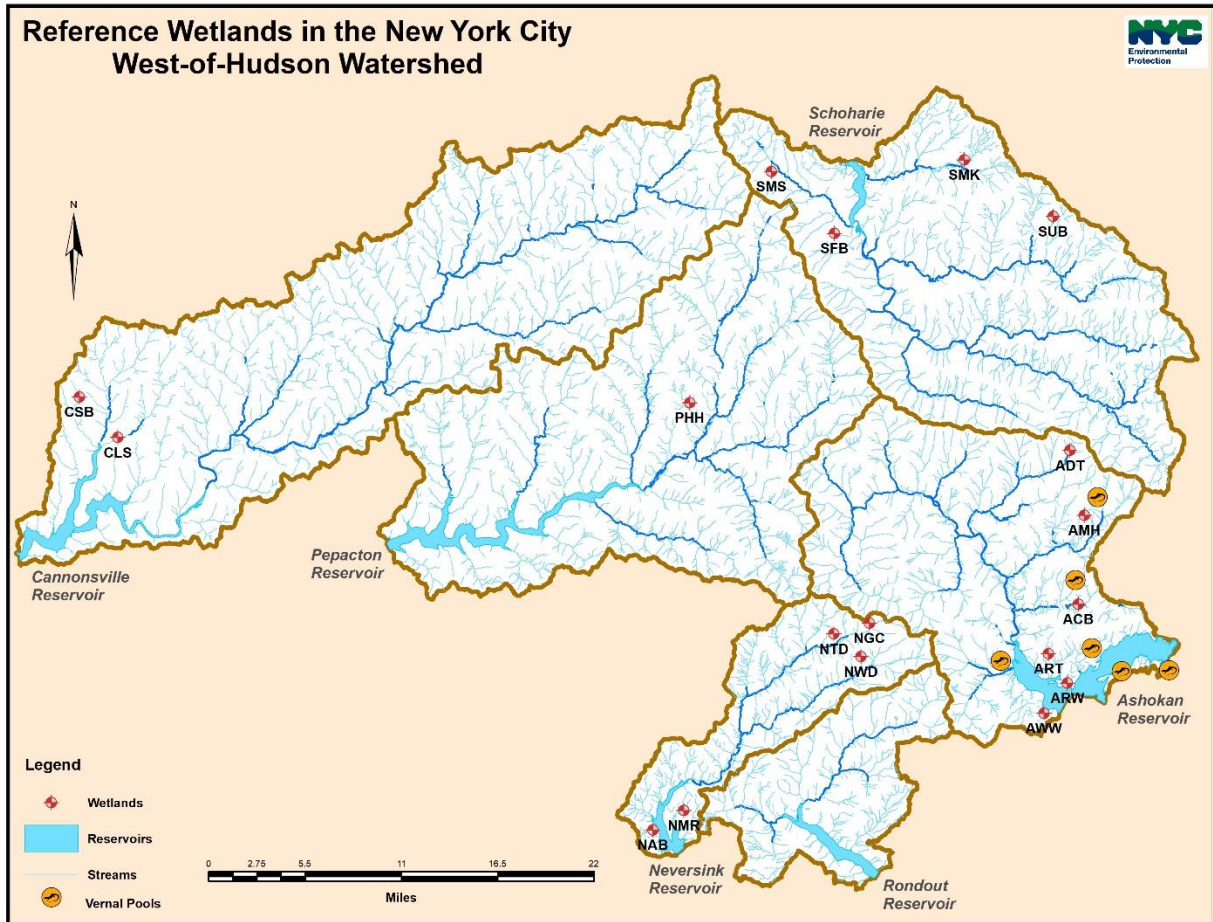 Reference Wetlands in the New York City
West-of-Hudson Watershed
NYC
Environmental
Protection
Schoharie
Reservoir
SMK
SMS
SUB
SFB
N
CSB
PHH
CLS
ADT
AMH
Pepacton
Reservoir
Cannonsville
Reservoir
ACB
NGC
NTD
NWD
ART
ARW
Ashokan
Reservoir
AWW
Legend
Wetlands
Reservoirs
Streams
Vernal Pools
NMR
NAB
Neversink
Reservoir
Rondout
Reservoir
0 2.75 5.5 11 16.5 22
Miles